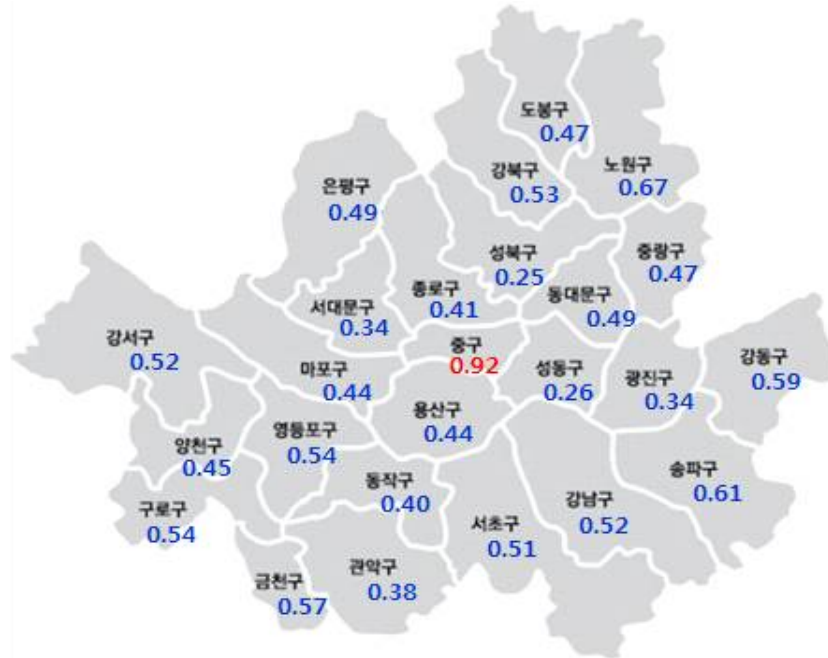 도봉구
0.47
강북구
0.53
노원구
0.67
은평구
0.49
성북구
0.25
중랑구
0.47
종로구
0.41
동대문구
0.49
서대문구
0.34
강서구
0.52
중구
0.92
마포구
0.44
성동구
0.26
광진구
0.34
강동구
0.59
용산구
0.44
양천구
0.45
영등포구
0.54
동작구
0.40
송파구
0.61
구로구
0.54
강남구
0.52
서초구
0.51
금천구
0.57
관악구
0.38